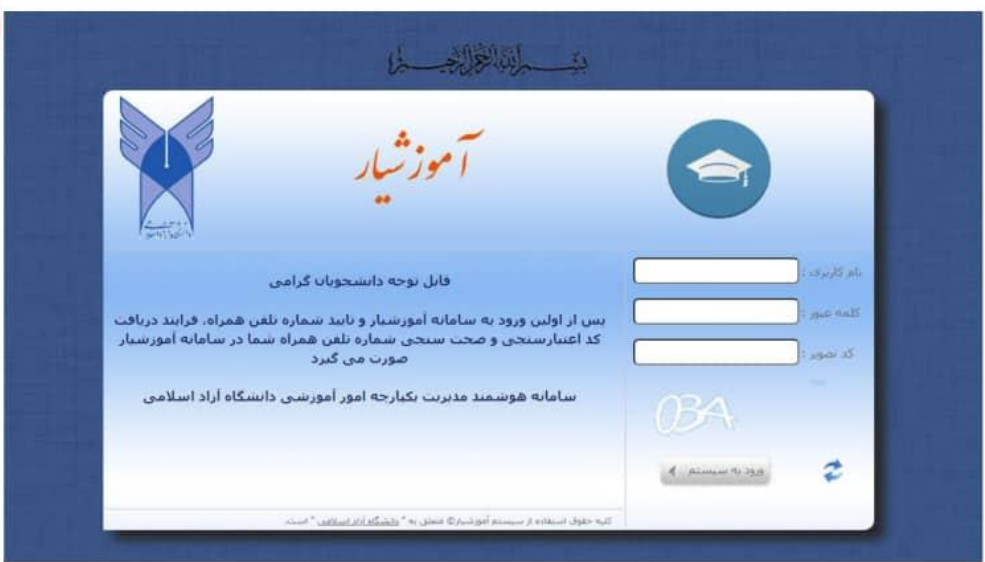 بسم الله الرحمن الرحیم
آموزشیار
نام کاربری :
کلمه عبور :
کد تصویر :
03A
ورود به سیستم
قابل توجه دانشجویان گرامی
پس از اولین ورود به سامانه آموزشیار و تایید شماره تلفن همراه، فرایند دریافت
کد اعتبارسنجی و صحت سنجی شماره تلفن همراه شما در سامانه آموزشیار
صورت می گیرد
سامانه هوشمند مدیریت یکپارچه امور آموزشی دانشگاه آزاد اسلامی
کلیه حقوق استفاده از سیستم آموزشیار© متعلق به " دانشگاه آزاد اسلامی " است.